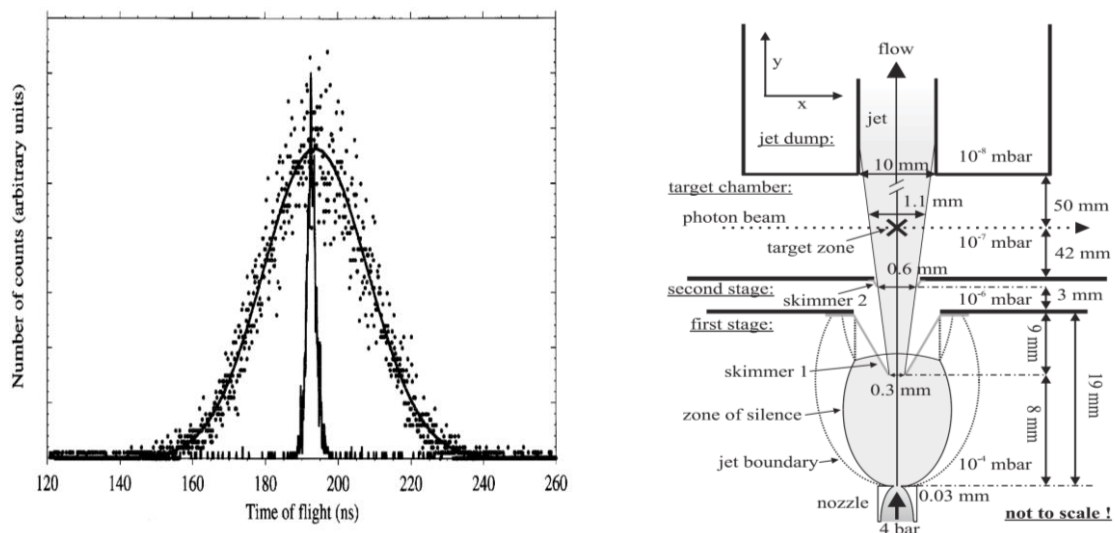 Number of counts (arbitrary units)
120 140 160 180 200 220 240 260
Time of flight (ns)
y
x
flow
jet
jet dump:
10⁻⁸ mbar
10 mm
target chamber:
1.1 mm
50 mm
photon beam
target zone
10⁻⁷ mbar
42 mm
0.6 mm
second stage:
skimmer 2
10⁻⁶ mbar
3 mm
first stage:
9 mm
skimmer 1
0.3 mm
19 mm
zone of silence
8 mm
jet boundary
10⁻⁴ mbar
nozzle
0.03 mm
4 bar
not to scale !